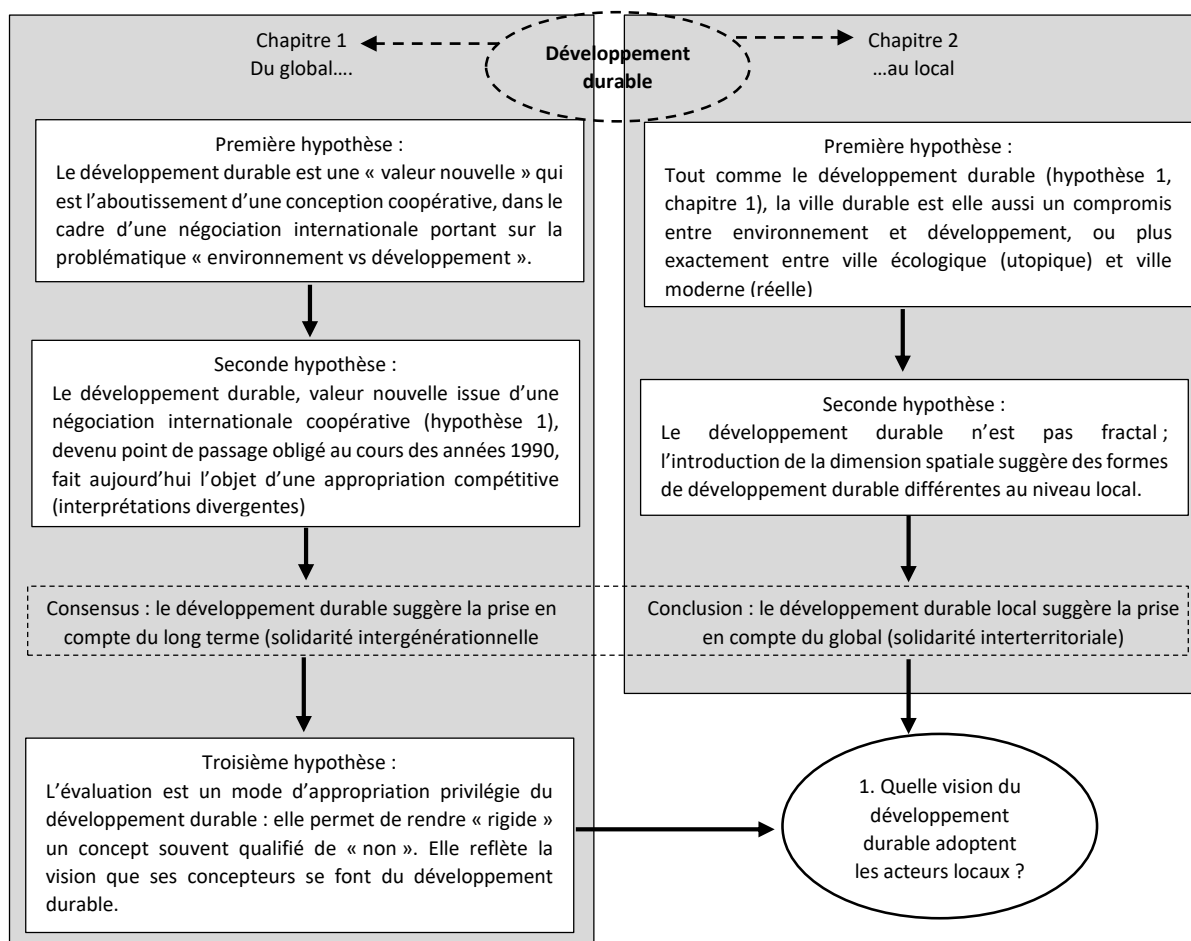 Chapitre 1
Du global....
Développement
durable
Chapitre 2
...au local
Première hypothèse :
Le développement durable est une « valeur nouvelle » qui
est l’aboutissement d’une conception coopérative, dans le
cadre d’une négociation internationale portant sur la
problématique « environnement vs développement ».
Seconde hypothèse :
Le développement durable, valeur nouvelle issue d’une
négociation internationale coopérative (hypothèse 1),
devenu point de passage obligé au cours des années 1990,
fait aujourd’hui l’objet d’une appropriation compétitive
(interprétations divergentes)
Consensus : le développement durable suggère la prise en
compte du long terme (solidarité intergénérationnelle
Troisième hypothèse :
L’évaluation est un mode d’appropriation privilégie du
développement durable : elle permet de rendre « rigide »
un concept souvent qualifié de « non ». Elle reflète la
vision que ses concepteurs se font du développement
durable.
Première hypothèse :
Tout comme le développement durable (hypothèse 1,
chapitre 1), la ville durable est elle aussi un compromis
entre environnement et développement, ou plus
exactement entre ville écologique (utopique) et ville
moderne (réelle)
Seconde hypothèse :
Le développement durable n’est pas fractal ;
l’introduction de la dimension spatiale suggère des formes
de développement durable différentes au niveau local.
Conclusion : le développement durable local suggère la prise
en compte du global (solidarité interterritoriale)
1. Quelle vision du
développement
durable adoptent
les acteurs locaux ?